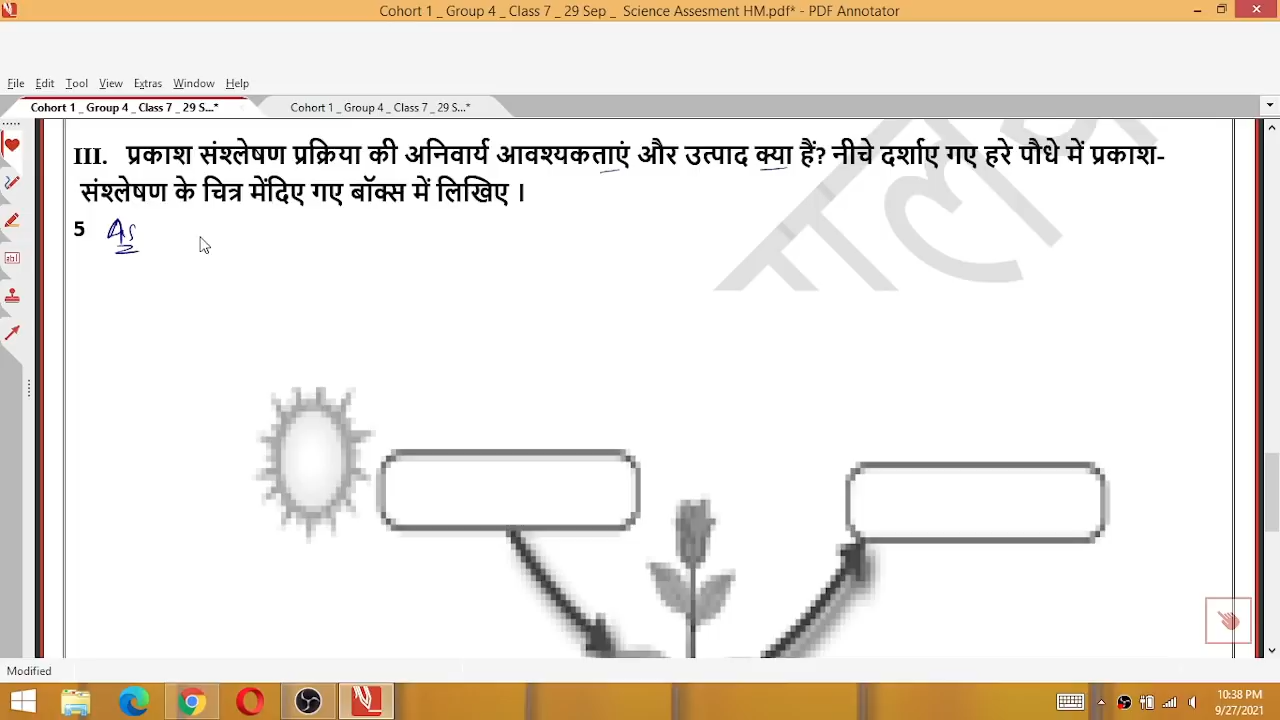 Cohort 1 _ Group 4 _ Class 7 _ 29 Sep _ Science Assesment HM.pdf* - PDF Annotator
File Edit Tool View Extras Window Help
Cohort 1 _ Group 4 _ Class 7 _ 29 S...* Cohort 1 _ Group 4 _ Class 7 _ 29 S...*
III. प्रकाश संश्लेषण प्रक्रिया की अनिवार्य आवश्यकताएं और उत्पाद क्या हैं? नीचे दर्शाए गए हरे पौधे में प्रकाश-
संश्लेषण के चित्र मेंदिए गए बॉक्स में लिखिए ।
5
Modified
10:38 PM
9/27/2021